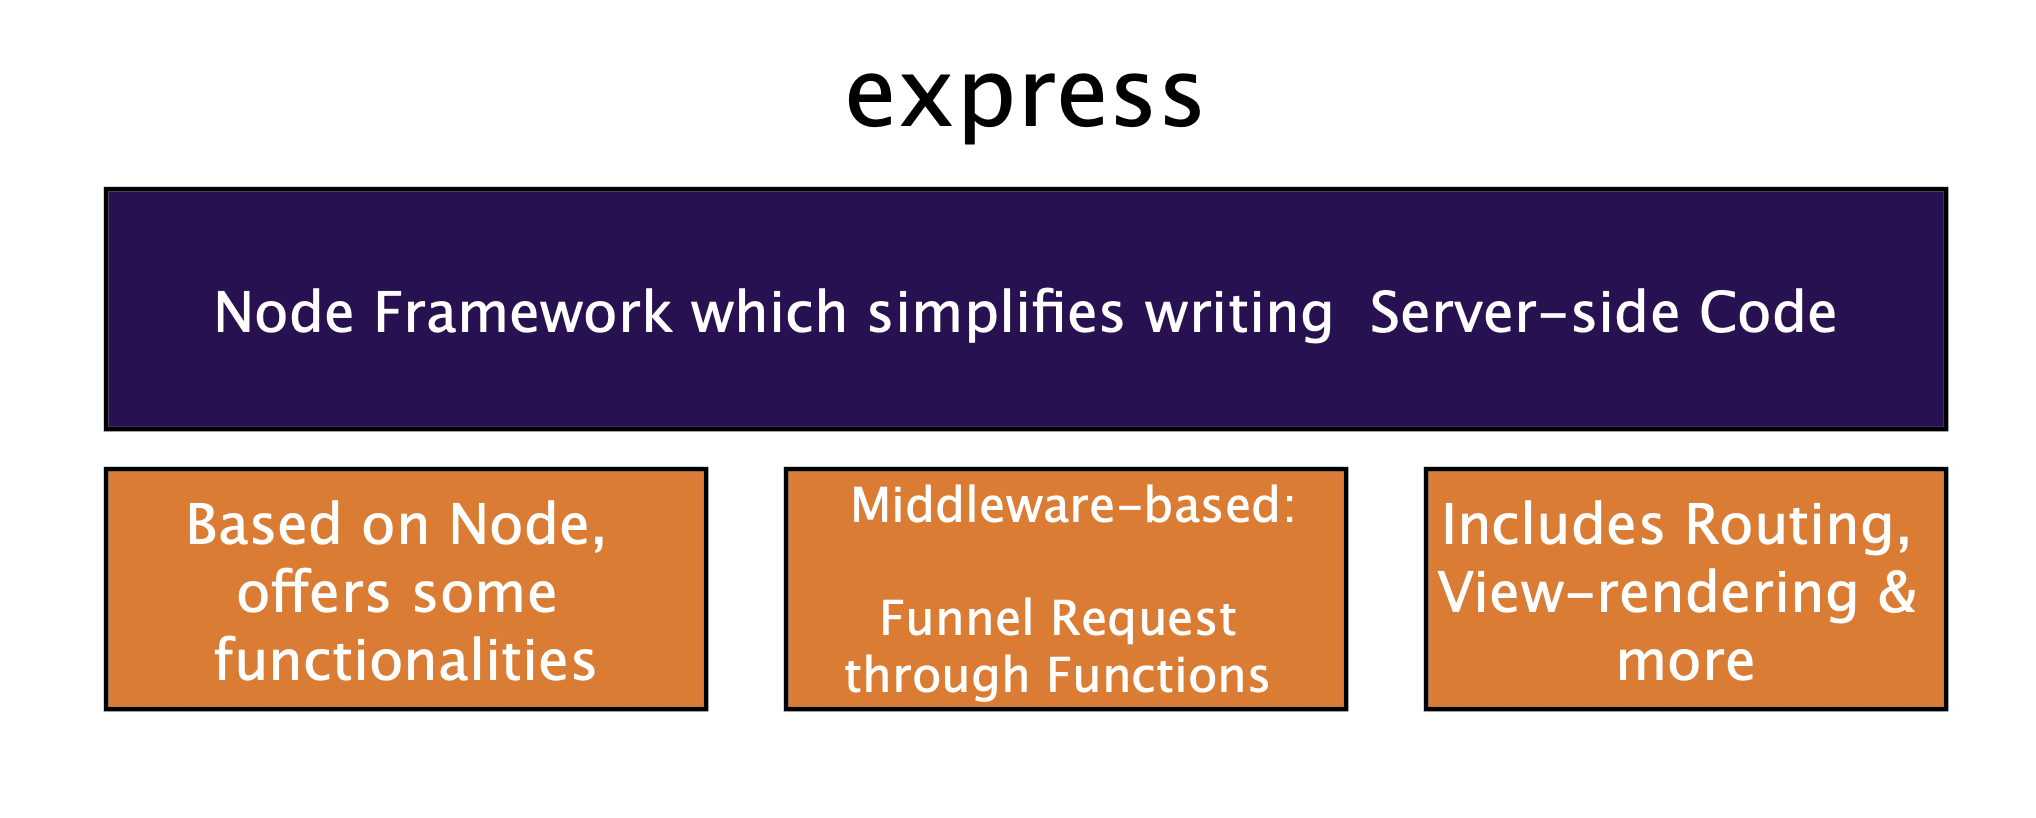 express
Node Framework which simplifies writing  Server-side Code
Based on Node,
offers some
functionalities
Middleware-based:
Funnel Request
through Functions
Includes Routing,
View-rendering &
more